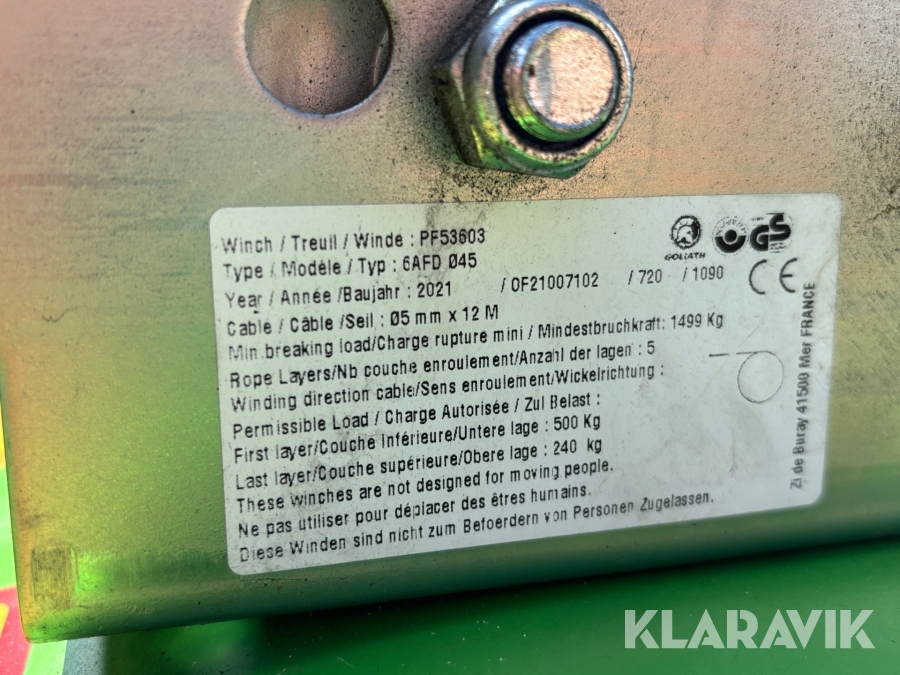 Winch / Treuil / Winde : PF53603
Type / Modèle / Typ : 6AFD Ø45
Year / Année /Baujahr : 2021 / OF21007102 / 720 / 1090
Cable / Câble /Seil : Ø5 mm x 12 M
Min.breaking load/Charge rupture mini / Mindestbruchkraft: 1499 Kg
Rope Layers/Nb couche enroulement/Anzahl der lagen : 5
Winding direction cable/Sens enroulement/Wickelrichtung :
Permissible Load / Charge Autorisée / Zul Belast :
First layer/Couche Inférieure/Untere lage : 500 Kg
Last layer/Couche supérieure/Obere lage : 240 kg
These winches are not designed for moving people.
Ne pas utiliser pour déplacer des êtres humains.
Diese Winden sind nicht zum Befoerdern von Personen Zugelassen.
GOLIATH
GS
CE
ZI de Buray 41500 Mer FRANCE
KLARAVIK